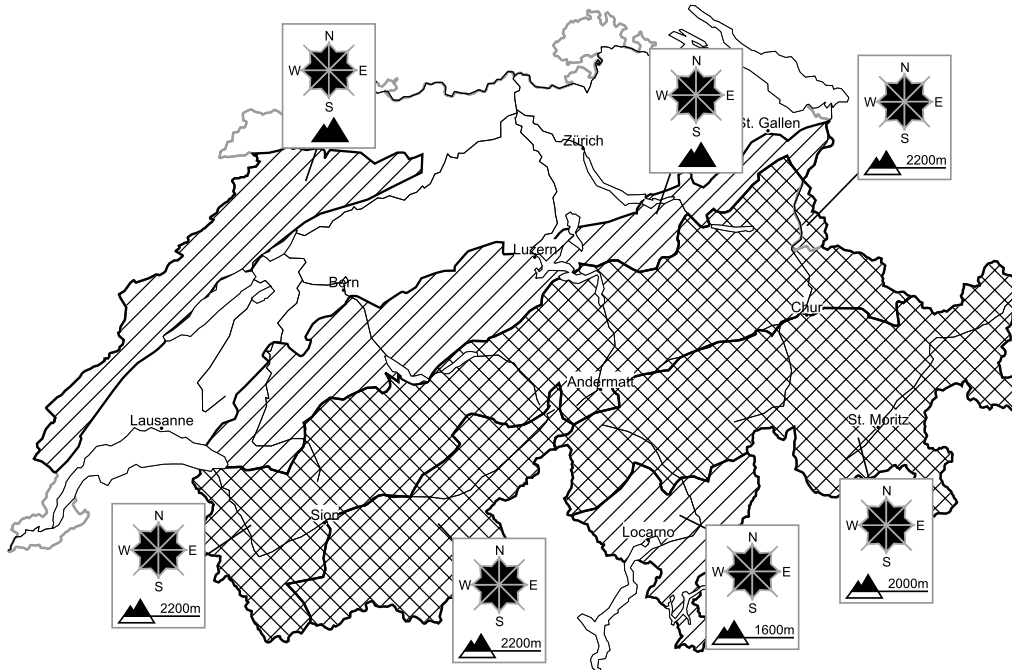 N
W E
S
N
W E
S
N
W E
S
2200m
St. Gallen
Zürich
Luzern
Bern
Chur
Andermatt
Lausanne
St. Moritz
Sion
Locarno
N
W E
S
2200m
N
W E
S
2200m
N
W E
S
1600m
N
W E
S
2000m